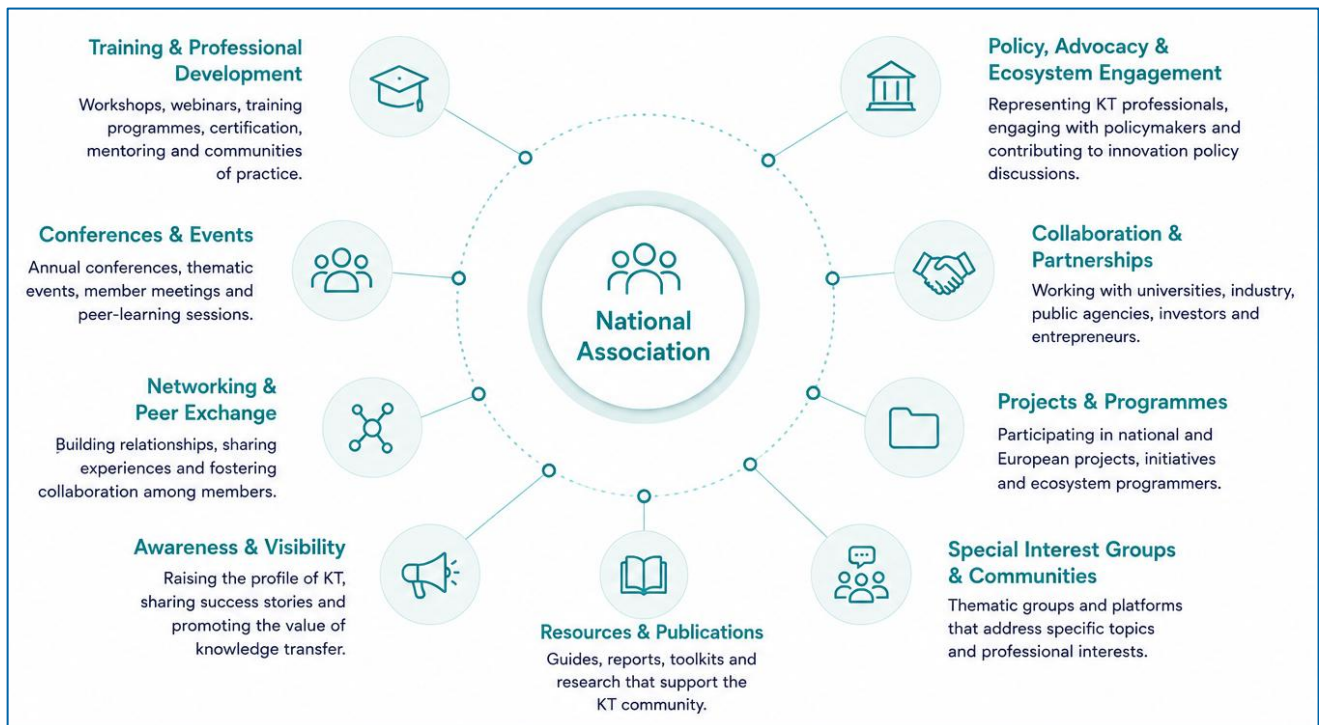 Training & Professional
Development
Workshops, webinars, training
programmes, certification,
mentoring and communities
of practice.
Policy, Advocacy &
Ecosystem Engagement
Representing KT professionals,
engaging with policymakers and
contributing to innovation policy
discussions.
Conferences & Events
Annual conferences, thematic
events, member meetings and
peer-learning sessions.
Collaboration &
Partnerships
Working with universities, industry,
public agencies, investors and
entrepreneurs.
National
Association
Networking &
Peer Exchange
Building relationships, sharing
experiences and fostering
collaboration among members.
Projects & Programmes
Participating in national and
European projects, initiatives
and ecosystem programmers.
Awareness & Visibility
Raising the profile of KT,
sharing success stories and
promoting the value of
knowledge transfer.
Resources & Publications
Guides, reports, toolkits and
research that support the
KT community.
Special Interest Groups
& Communities
Thematic groups and platforms
that address specific topics
and professional interests.